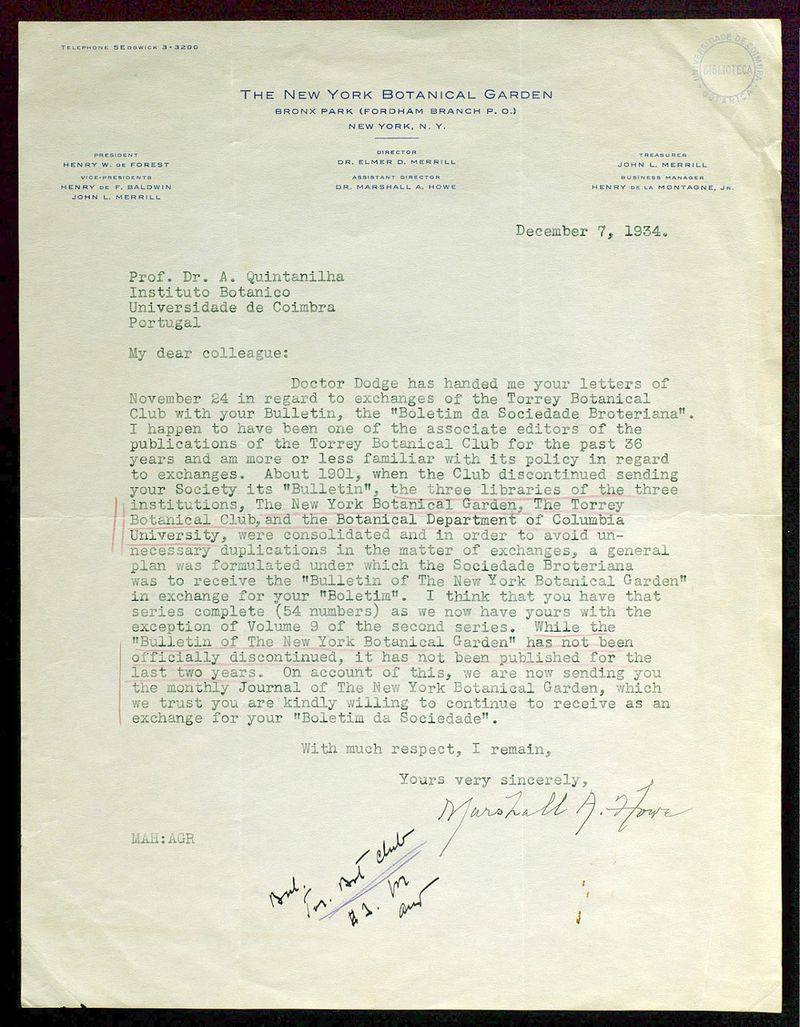 TELEPHONE SEDGWICK 3-3200
UNIVERSIDADE DE COIMBRA
BIBLIOTECA
BOTANICA
THE NEW YORK BOTANICAL GARDEN
BRONX PARK (FORDHAM BRANCH P. O.)
NEW YORK, N. Y.
PRESIDENT
HENRY W. DE FOREST
VICE-PRESIDENTS
HENRY DE F. BALDWIN
JOHN L. MERRILL
DIRECTOR
DR. ELMER D. MERRILL
ASSISTANT DIRECTOR
DR. MARSHALL A. HOWE
TREASURER
JOHN L. MERRILL
BUSINESS MANAGER
HENRY DE LA MONTAGNE, JR.
December 7, 1934.
Prof. Dr. A. Quintanilha
Instituto Botanico
Universidade de Coimbra
Portugal
My dear colleague:
Doctor Dodge has handed me your letters of
November 24 in regard to exchanges of the Torrey Botanical
Club with your Bulletin, the "Boletim da Sociedade Broteriana".
I happen to have been one of the associate editors of the
publications of the Torrey Botanical Club for the past 36
years and am more or less familiar with its policy in regard
to exchanges. About 1901, when the Club discontinued sending
your Society its "Bulletin", the three libraries of the three
institutions, The New York Botanical Garden, The Torrey
Botanical Club, and the Botanical Department of Columbia
University, were consolidated and in order to avoid un-
necessary duplications in the matter of exchanges, a general
plan was formulated under which the Sociedade Broteriana
was to receive the "Bulletin of The New York Botanical Garden"
in exchange for your "Boletim". I think that you have that
series complete (54 numbers) as we now have yours with the
exception of Volume 9 of the second series. While the
"Bulletin of The New York Botanical Garden" has not been
officially discontinued, it has not been published for the
last two years. On account of this, we are now sending you
the monthly Journal of The New York Botanical Garden, which
we trust you are kindly willing to continue to receive as an
exchange for your "Boletim da Sociedade".
With much respect, I remain,
Yours very sincerely,
Marshall A. Howe
MAH:AGR
Bul.
Tor. Bot Club